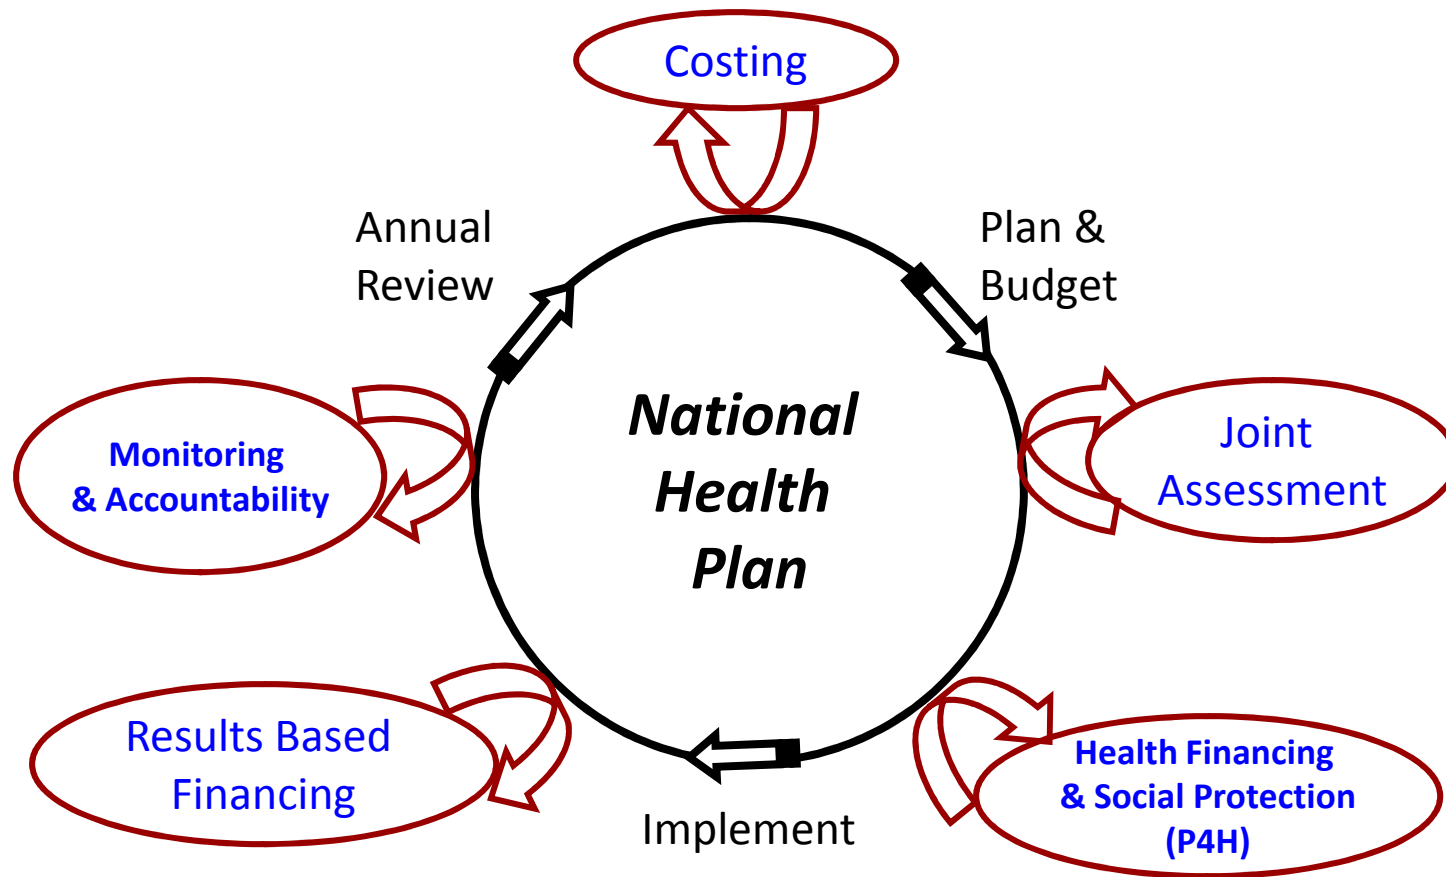 Costing
Annual
Review
Plan &
Budget
National
Health
Plan
Monitoring
& Accountability
Joint
Assessment
Results Based
Financing
Implement
Health Financing
& Social Protection
(P4H)